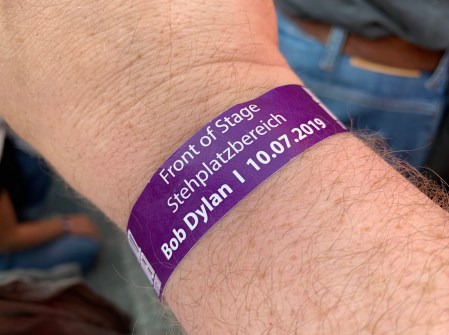 Front of Stage
Stehplatzbereich
Bob Dylan I 10.07.2019